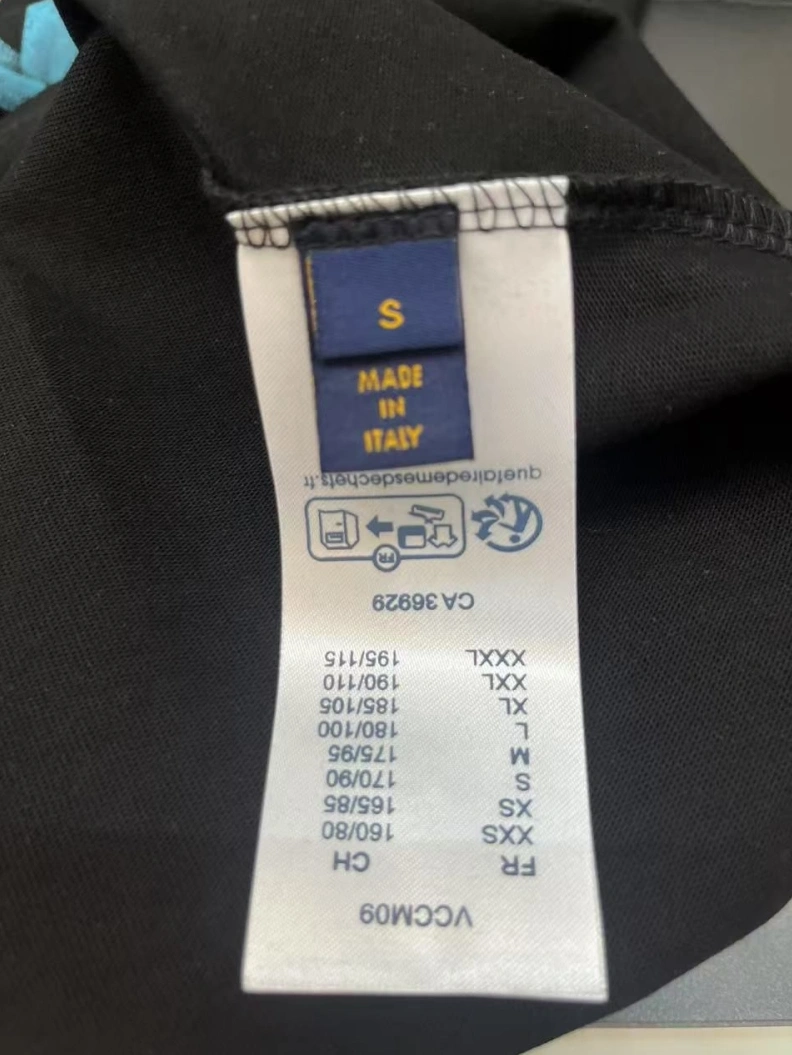 S
MADE
IN
ITALY
VCCM09
FR CH
XXS 160/80
XS 165/85
S 170/90
M 175/95
L 180/100
XL 185/105
XXL 190/110
XXXL 195/115
CA 36929
FR
quefairedemesdechets.fr